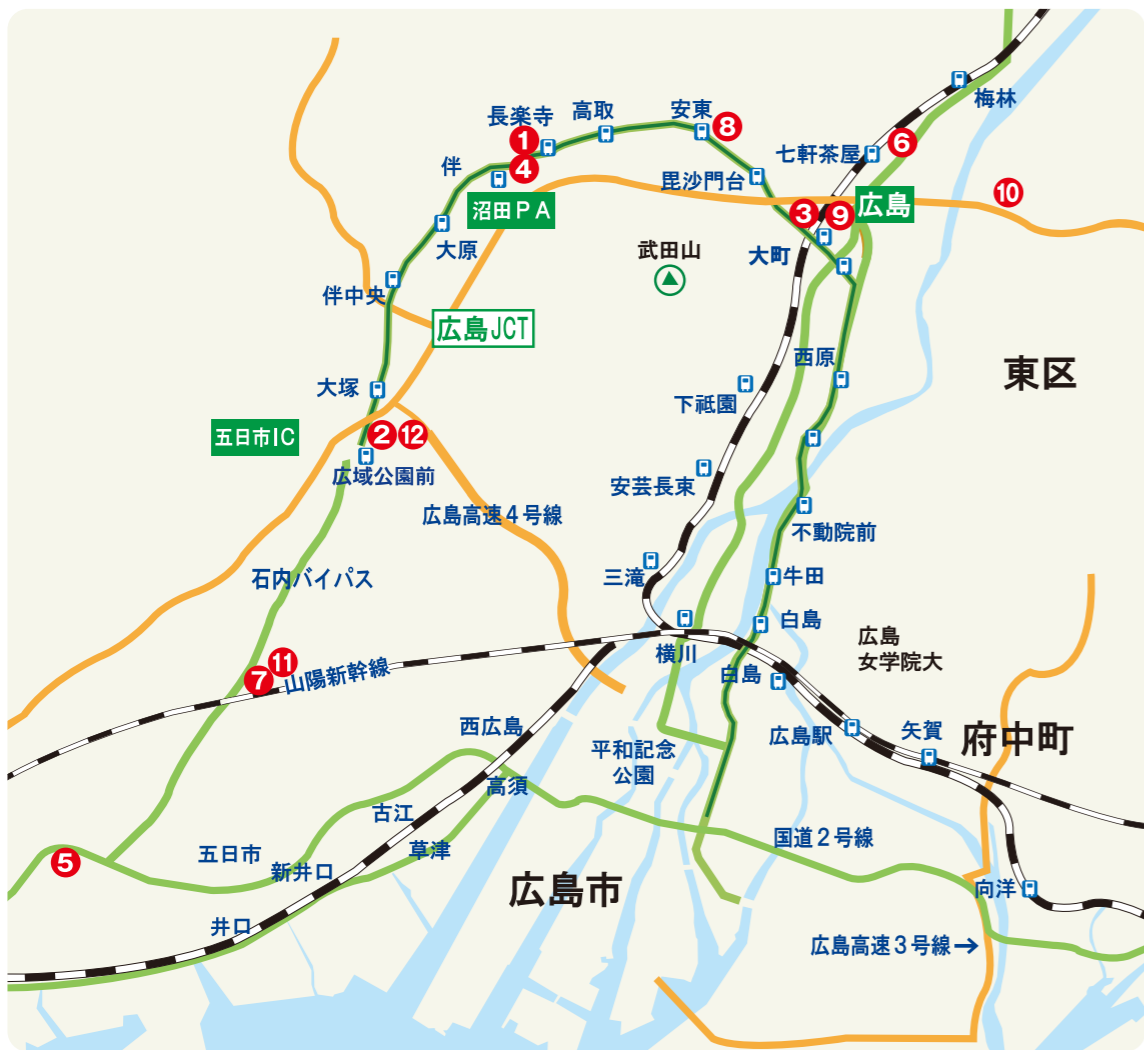 梅林
長楽寺
高取
安東
①
⑧
七軒茶屋
⑥
伴
④
毘沙門台
沼田PA
③
⑨
広島
⑩
大原
大町
武田山
伴中央
広島JCT
西原
東区
大塚
下祗園
五日市IC
②
⑫
広域公園前
安芸長束
広島高速4号線
不動院前
石内バイパス
三滝
牛田
白島
広島
女学院大
横川
⑪
⑦
山陽新幹線
白島
西広島
広島駅
矢賀
府中町
平和記念
公園
高須
古江
草津
国道2号線
五日市
⑤
新井口
広島市
向洋
井口
広島高速3号線→